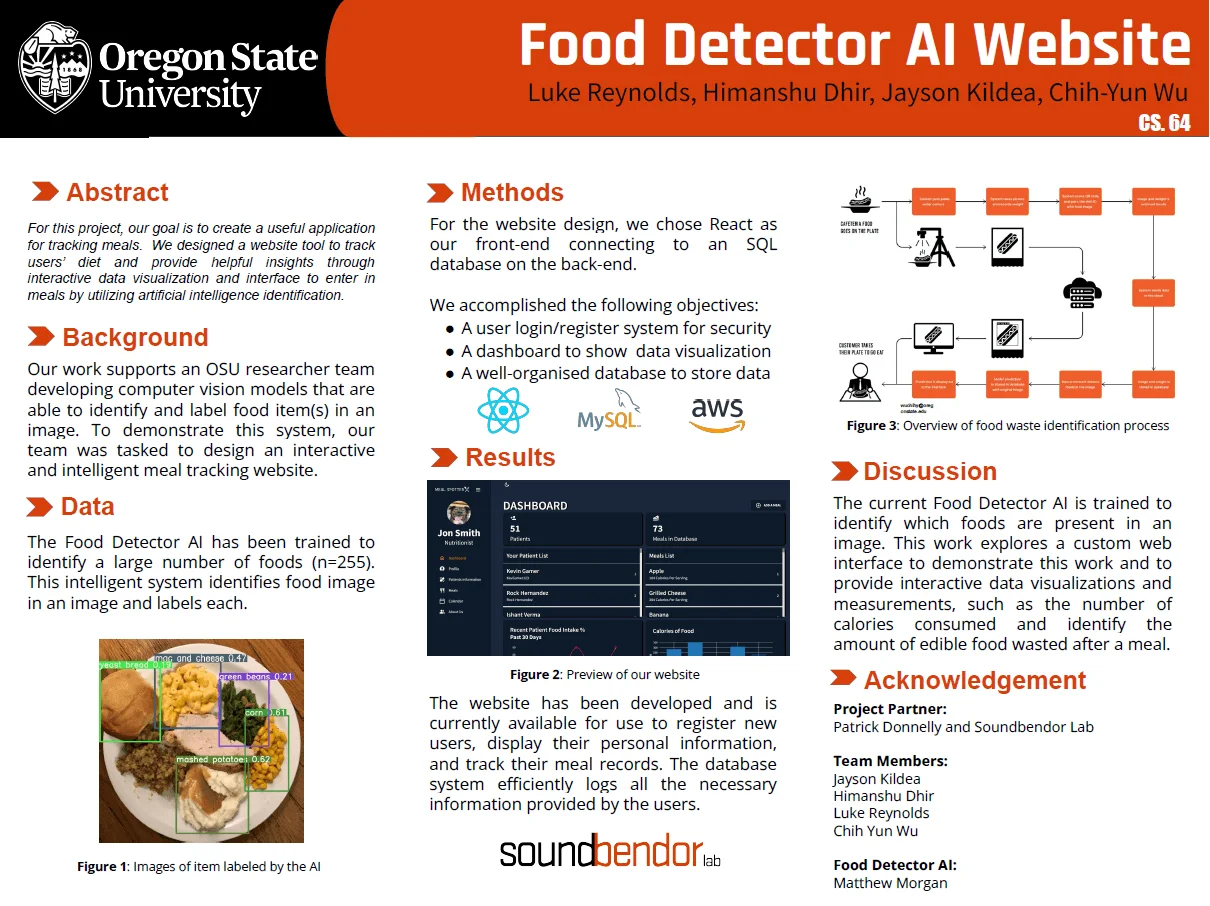 Oregon State
University
Food Detector AI Website
Luke Reynolds, Himanshu Dhir, Jayson Kildea, Chih-Yun Wu
CS. 64
Abstract
For this project, our goal is to create a useful application
for tracking meals. We designed a website tool to track
users' diet and provide helpful insights through
interactive data visualization and interface to enter in
meals by utilizing artificial intelligence identification.
Background
Our work supports an OSU researcher team
developing computer vision models that are
able to identify and label food item(s) in an
image. To demonstrate this system, our
team was tasked to design an interactive
and intelligent meal tracking website.
Data
The Food Detector AI has been trained to
identify a large number of foods (n=255).
This intelligent system identifies food image
in an image and labels each.
yeast bread 0.19
mac and cheese 0.47
green beans 0.21
corn 0.61
mashed potatoes 0.62
Figure 1: Images of item labeled by the AI
Methods
For the website design, we chose React as
our front-end connecting to an SQL
database on the back-end.
We accomplished the following objectives:
● A user login/register system for security
● A dashboard to show data visualization
● A well-organised database to store data
MySQL
aws
Results
MEAL SPOTTER
Jon Smith
Nutritionist
Dashboard
Profile
Patients Information
Meals
Calendar
About Us
DASHBOARD
ADD A MEAL
51
Patients
73
Meals in Database
Your Patient List
Meals List
Kevin Garner
Apple
Rock Hernandez
Rock Hernandez
Grilled Cheese
Ishant Verma
Banana
Recent Patient Food Intake %
Past 30 Days
Calories of Food
Figure 2: Preview of our website
The website has been developed and is
currently available for use to register new
users, display their personal information,
and track their meal records. The database
system efficiently logs all the necessary
information provided by the users.
soundbendor lab
CAFETERIA FOOD
GOES ON THE PLATE
CUSTOMER TAKES
THEIR PLATE TO GO EAT
Figure 3: Overview of food waste identification process
Discussion
The current Food Detector AI is trained to
identify which foods are present in an
image. This work explores a custom web
interface to demonstrate this work and to
provide interactive data visualizations and
measurements, such as the number of
calories consumed and identify the
amount of edible food wasted after a meal.
Acknowledgement
Project Partner:
Patrick Donnelly and Soundbendor Lab
Team Members:
Jayson Kildea
Himanshu Dhir
Luke Reynolds
Chih Yun Wu
Food Detector AI:
Matthew Morgan